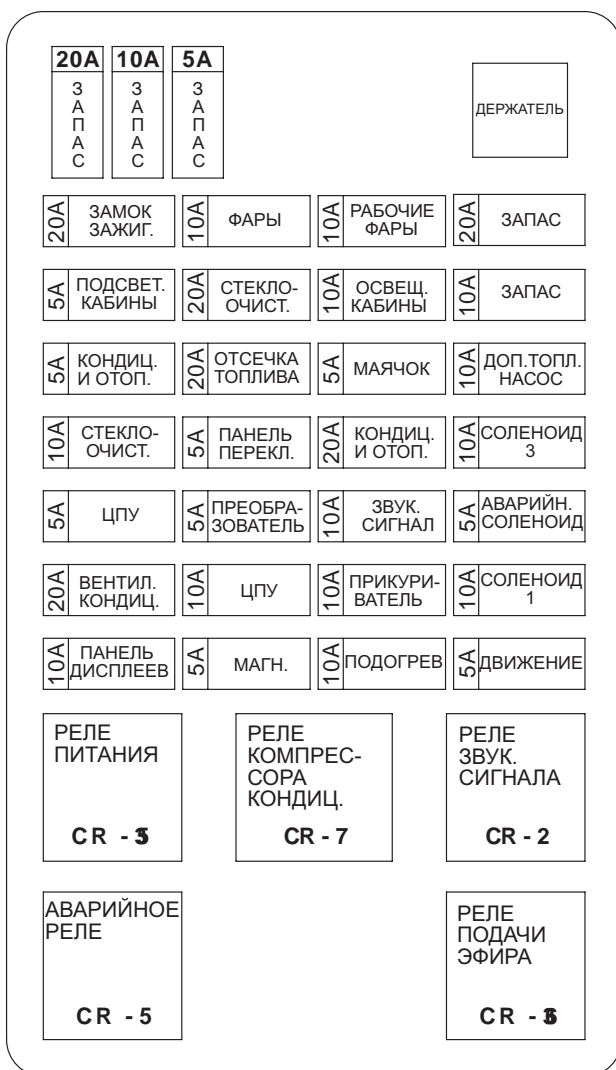 20A 10A 5A
ЗАПАС ЗАПАС ЗАПАС
ДЕРЖАТЕЛЬ
20A ЗАМОК
ЗАЖИГ.
10A ФАРЫ
10A РАБОЧИЕ
ФАРЫ
20A ЗАПАС
5A ПОДСВЕТ.
КАБИНЫ
20A СТЕКЛО-
ОЧИСТ.
10A ОСВЕЩ.
КАБИНЫ
10A ЗАПАС
5A КОНДИЦ.
И ОТОП.
20A ОТСЕЧКА
ТОПЛИВА
5A МАЯЧОК
10A ДОП.ТОПЛ.
НАСОС
10A СТЕКЛО-
ОЧИСТ.
5A ПАНЕЛЬ
ПЕРЕКЛ.
20A КОНДИЦ.
И ОТОП.
10A СОЛЕНОИД
3
5A ЦПУ
5A ПРЕОБРА-
ЗОВАТЕЛЬ
10A ЗВУК.
СИГНАЛ
5A АВАРИЙН.
СОЛЕНОИД
20A ВЕНТИЛ.
КОНДИЦ.
10A ЦПУ
10A ПРИКУРИ-
ВАТЕЛЬ
10A СОЛЕНОИД
1
10A ПАНЕЛЬ
ДИСПЛЕЕВ
5A МАГН.
10A ПОДОГРЕВ
5A ДВИЖЕНИЕ
РЕЛЕ
ПИТАНИЯ
CR -
РЕЛЕ
КОМПРЕС-
СОРА
КОНДИЦ.
CR - 7
РЕЛЕ
ЗВУК.
СИГНАЛА
CR - 2
АВАРИЙНОЕ
РЕЛЕ
CR - 5
РЕЛЕ
ПОДАЧИ
ЭФИРА
CR -